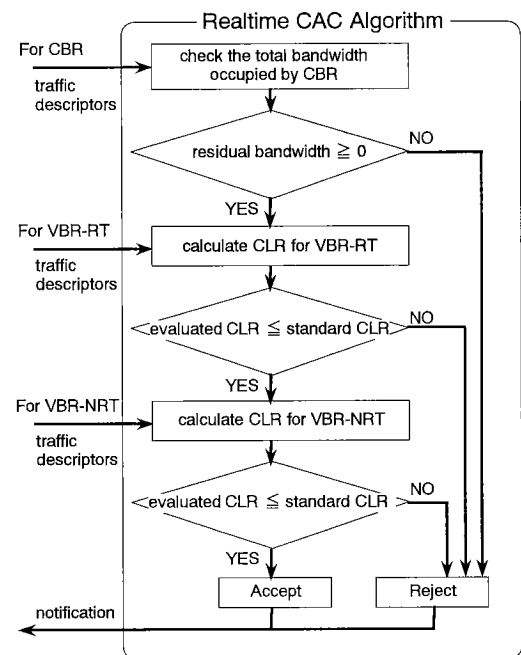 Realtime CAC Algorithm
For CBR
traffic
descriptors
check the total bandwidth
occupied by CBR
residual bandwidth ≧ 0
NO
YES
For VBR-RT
traffic
descriptors
calculate CLR for VBR-RT
evaluated CLR ≦ standard CLR
NO
YES
For VBR-NRT
traffic
descriptors
calculate CLR for VBR-NRT
evaluated CLR ≦ standard CLR
NO
YES
Accept
Reject
notification